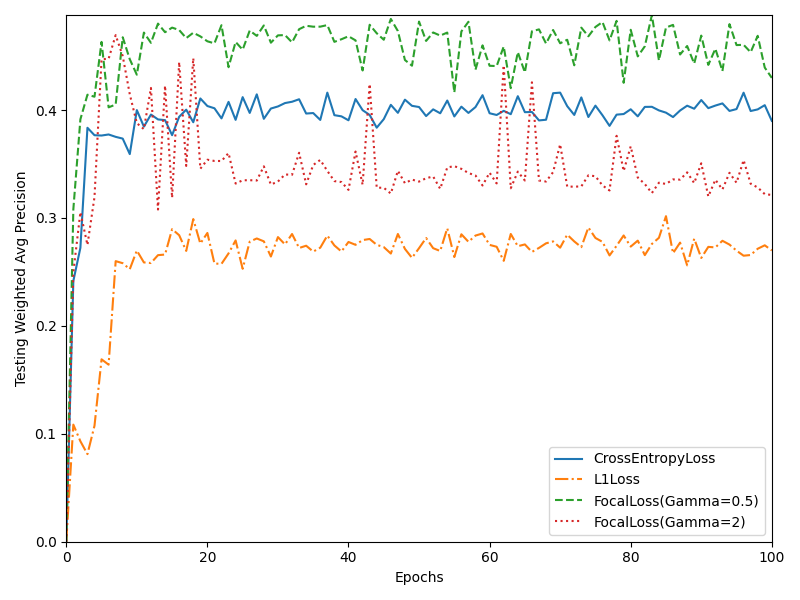 Testing Weighted Avg Precision
0.4
0.3
0.2
0.1
0.0
0 20 40 60 80 100
Epochs
CrossEntropyLoss
L1Loss
FocalLoss(Gamma=0.5)
FocalLoss(Gamma=2)